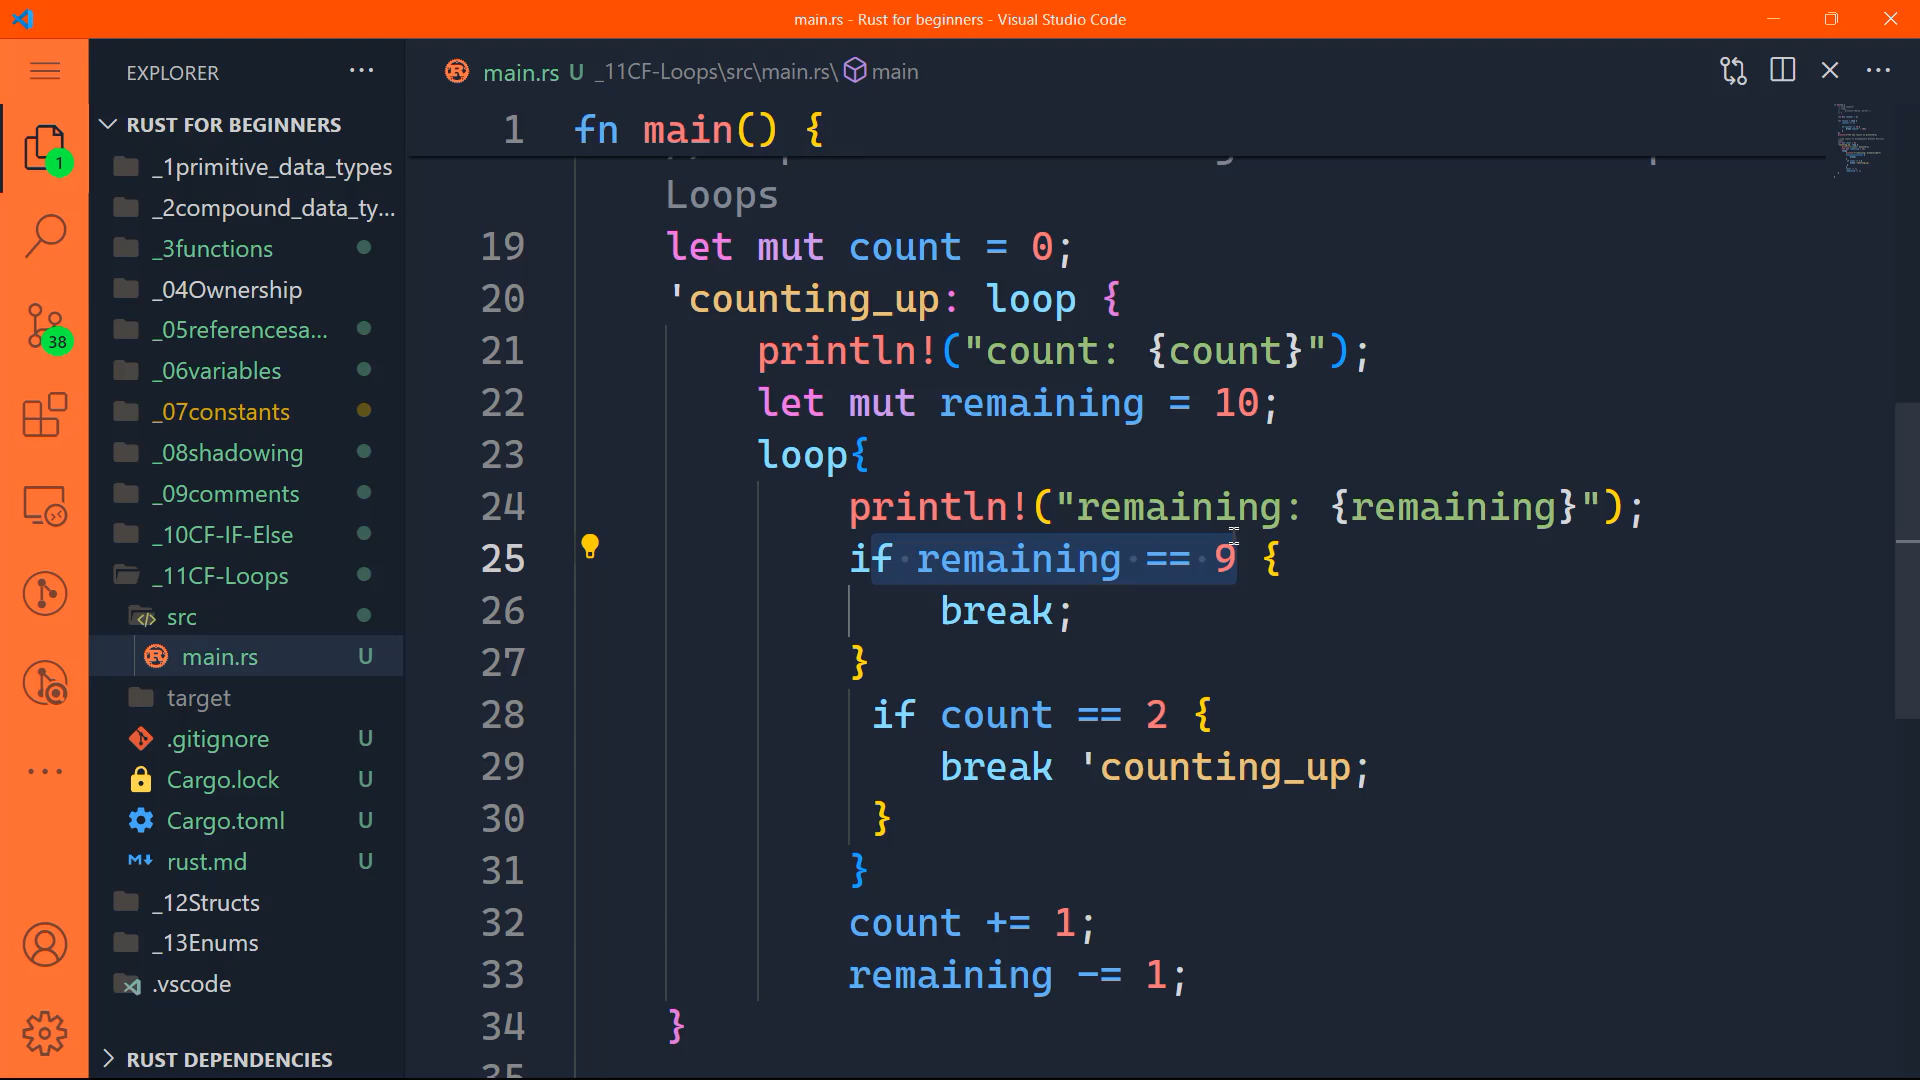 main.rs - Rust for beginners - Visual Studio Code
EXPLORER
RUST FOR BEGINNERS
_1primitive_data_types
_2compound_data_ty...
_3functions
_04Ownership
_05referencesa...
_06variables
_07constants
_08shadowing
_09comments
_10CF-IF-Else
_11CF-Loops
src
main.rs U
target
.gitignore U
Cargo.lock U
Cargo.toml U
rust.md U
_12Structs
_13Enums
.vscode
RUST DEPENDENCIES
1
38
main.rs U _11CF-Loops\src\main.rs\ main
1 fn main() {
Loops
19 let mut count = 0;
20 'counting_up: loop {
21 println!("count: {count}");
22 let mut remaining = 10;
23 loop{
24 println!("remaining: {remaining}");
25 if remaining == 9 {
26 break;
27 }
28 if count == 2 {
29 break 'counting_up;
30 }
31 }
32 count += 1;
33 remaining -= 1;
34 }
35